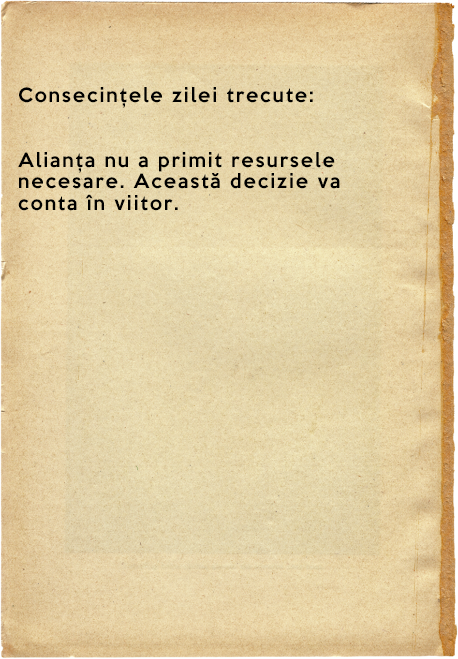 Consecințele zilei trecute:
Alianța nu a primit resursele
necesare. Această decizie va
conta în viitor.